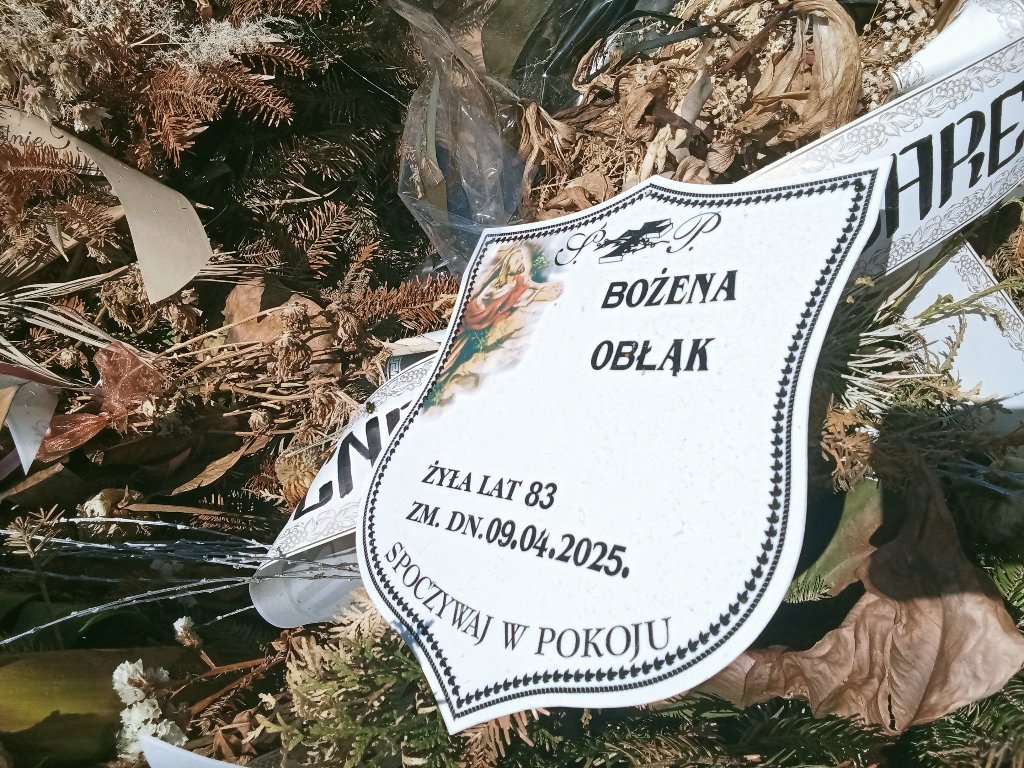 Ś. P.
BOŻENA
OBŁĄK
ŻYŁA LAT 83
ZM. DN. 09.04.2025.
SPOCZYWAJ W POKOJU